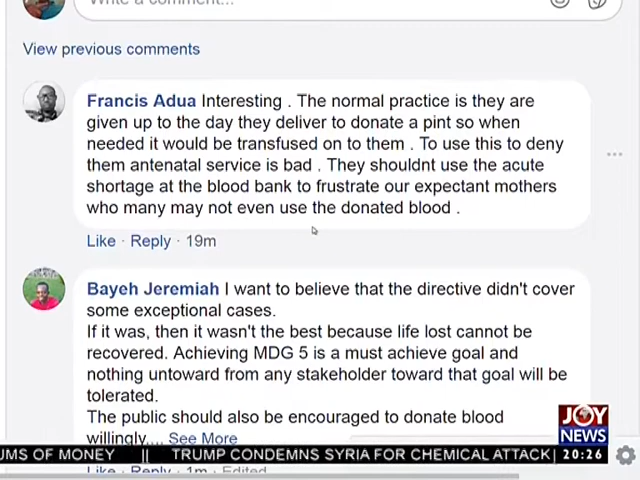 Write a comment...
View previous comments
Francis Adua Interesting . The normal practice is they are
given up to the day they deliver to donate a pint so when
needed it would be transfused on to them . To use this to deny
them antenatal service is bad . They shouldnt use the acute
shortage at the blood bank to frustrate our expectant mothers
who many may not even use the donated blood .
Like · Reply · 19m
Bayeh Jeremiah I want to believe that the directive didn't cover
some exceptional cases.
If it was, then it wasn't the best because life lost cannot be
recovered. Achieving MDG 5 is a must achieve goal and
nothing untoward from any stakeholder toward that goal will be
tolerated.
The public should also be encouraged to donate blood
willingly.... See More
JOY
NEWS
UMS OF MONEY || TRUMP CONDEMNS SYRIA FOR CHEMICAL ATTACK| 20:26
Like · Reply · 1m · Edited